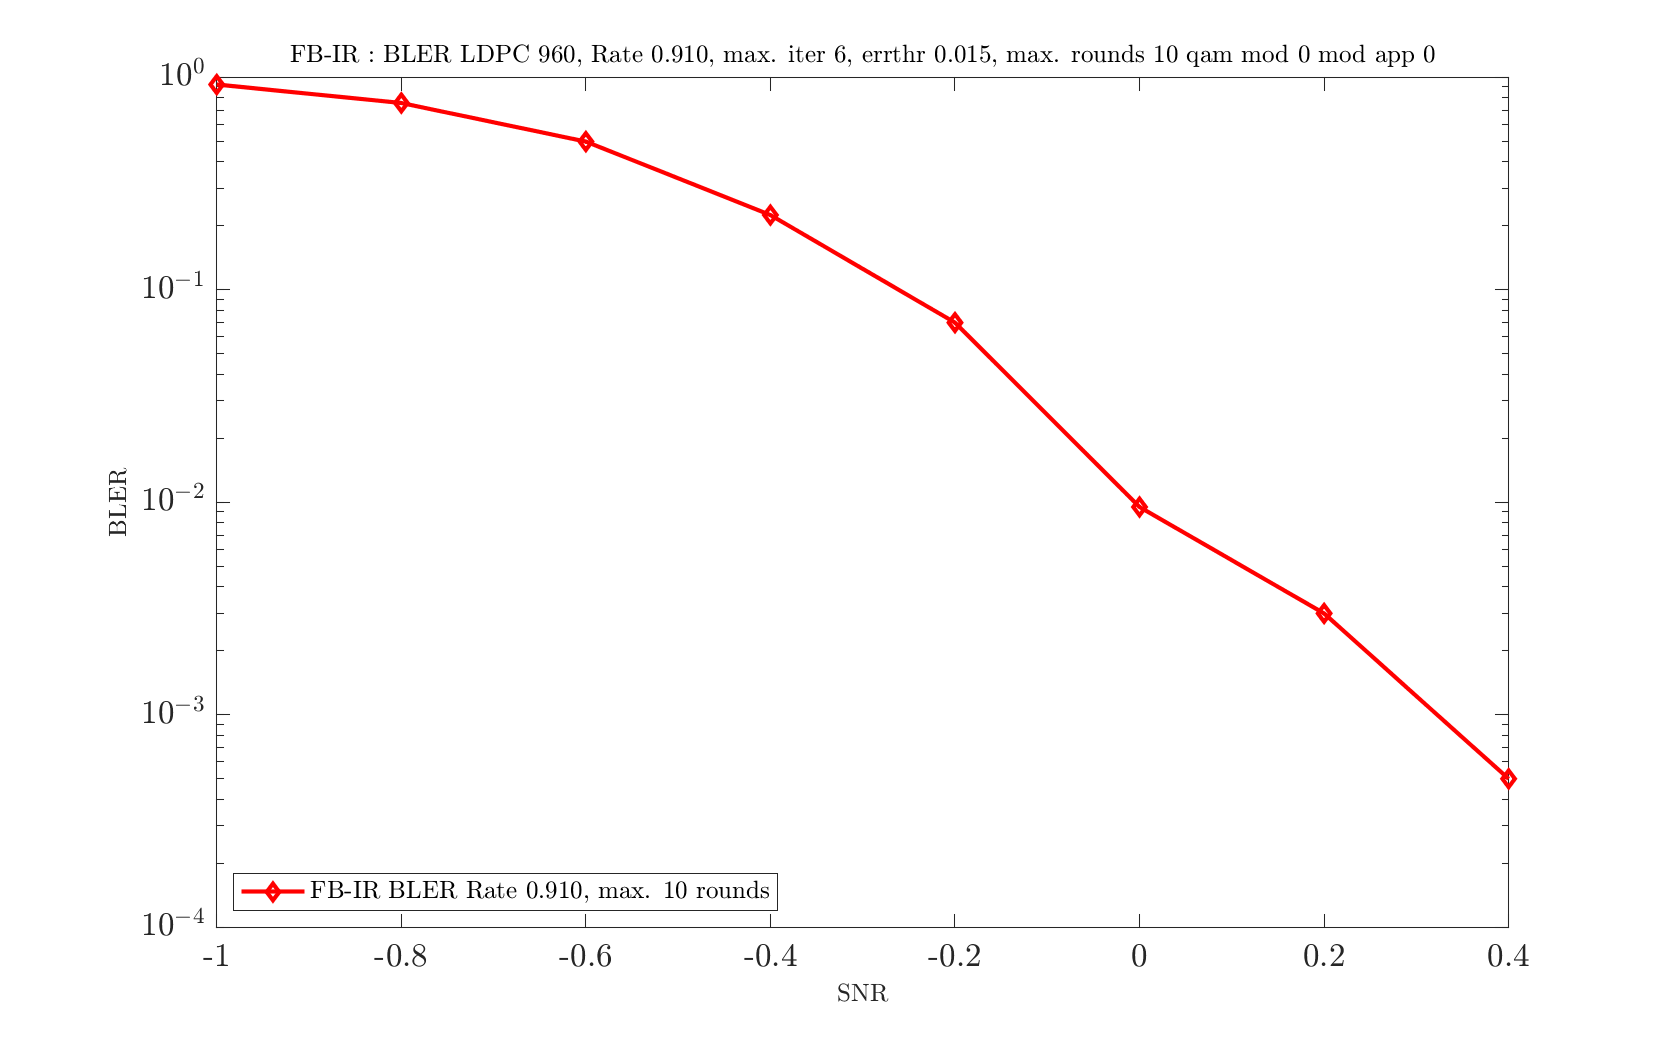 FB-IR : BLER LDPC 960, Rate 0.910, max. iter 6, errthr 0.015, max. rounds 10 qam mod 0 mod app 0
10^0
10^{-1}
10^{-2}
10^{-3}
10^{-4}
BLER
FB-IR BLER Rate 0.910, max. 10 rounds
-1 -0.8 -0.6 -0.4 -0.2 0 0.2 0.4
SNR